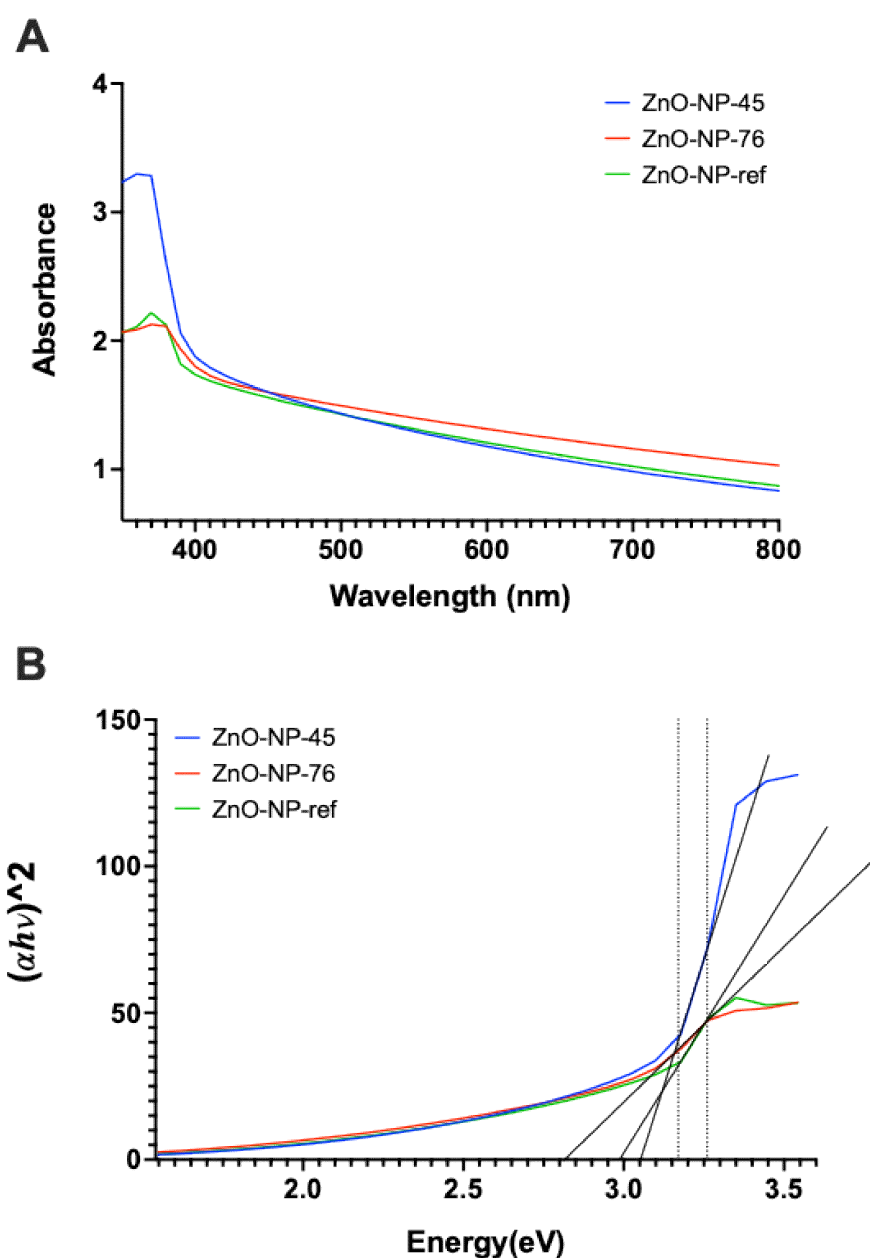 A
4
3
2
1
Absorbance
ZnO-NP-45
ZnO-NP-76
ZnO-NP-ref
400 500 600 700 800
Wavelength (nm)
B
150
100
50
0
(αhν)^2
ZnO-NP-45
ZnO-NP-76
ZnO-NP-ref
2.0 2.5 3.0 3.5
Energy(eV)